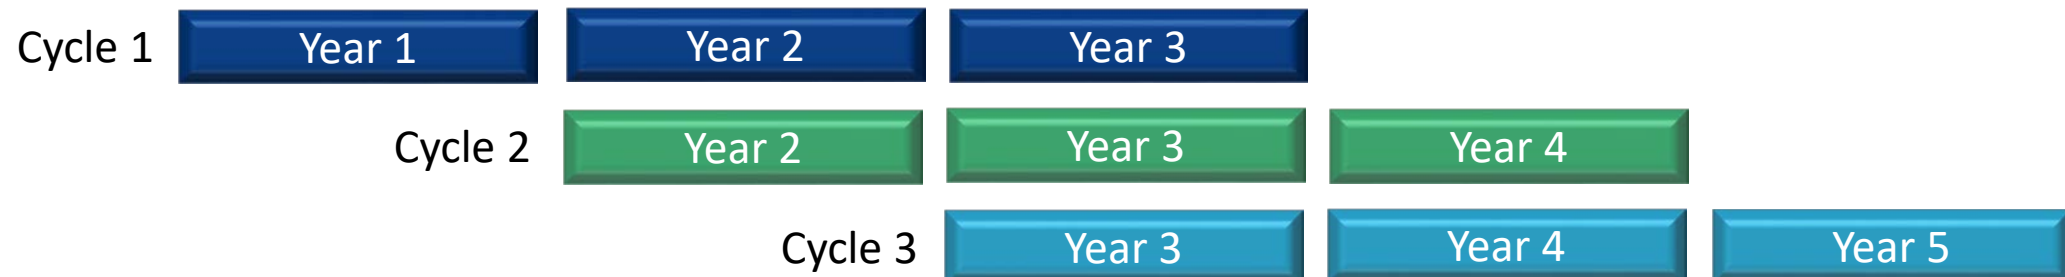 Cycle 1 Year 1 Year 2 Year 3
Cycle 2 Year 2 Year 3 Year 4
Cycle 3 Year 3 Year 4 Year 5